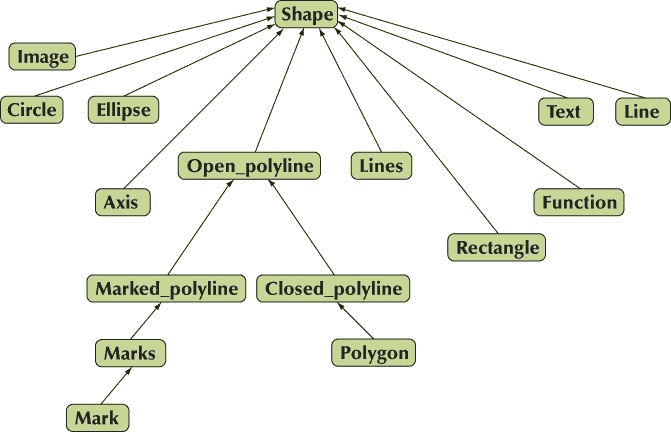 Shape
Image
Circle
Ellipse
Text
Line
Open_polyline
Lines
Axis
Function
Rectangle
Marked_polyline
Closed_polyline
Marks
Polygon
Mark